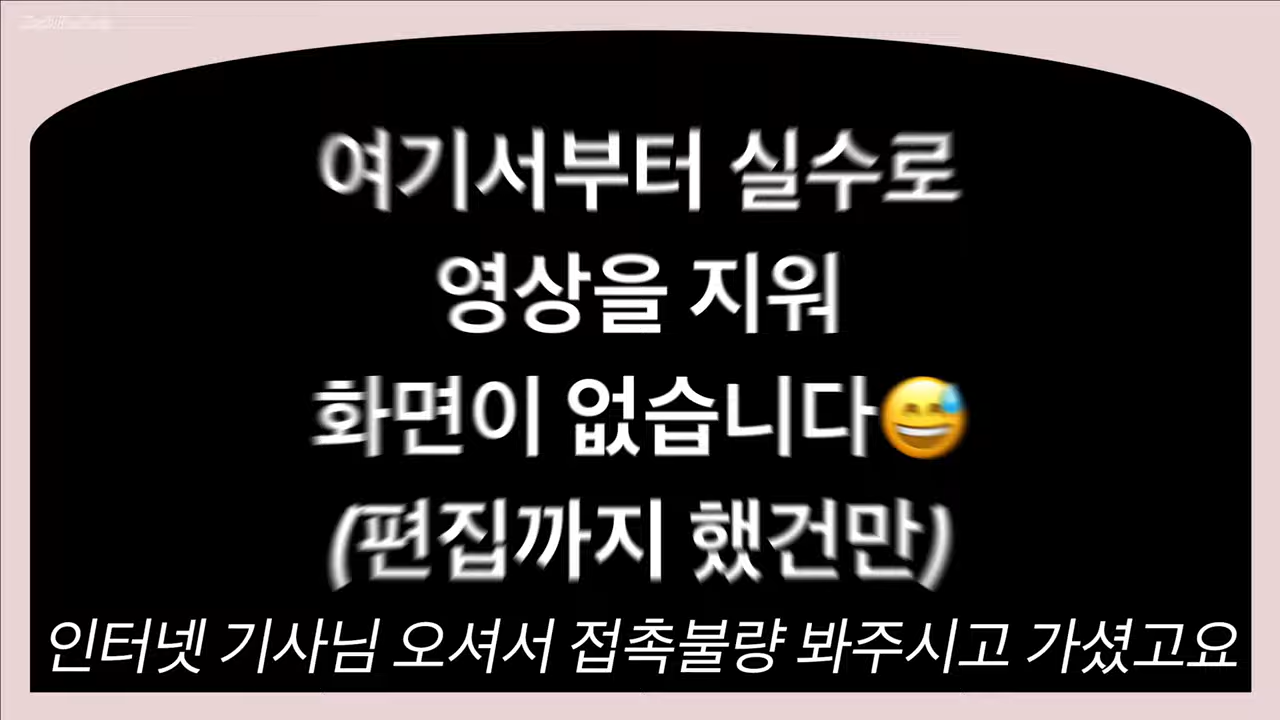 여기서부터 실수로
영상을 지워
화면이 없습니다😅
(편집까지 했건만)
인터넷 기사님 오셔서 접촉불량 봐주시고 가셨고요